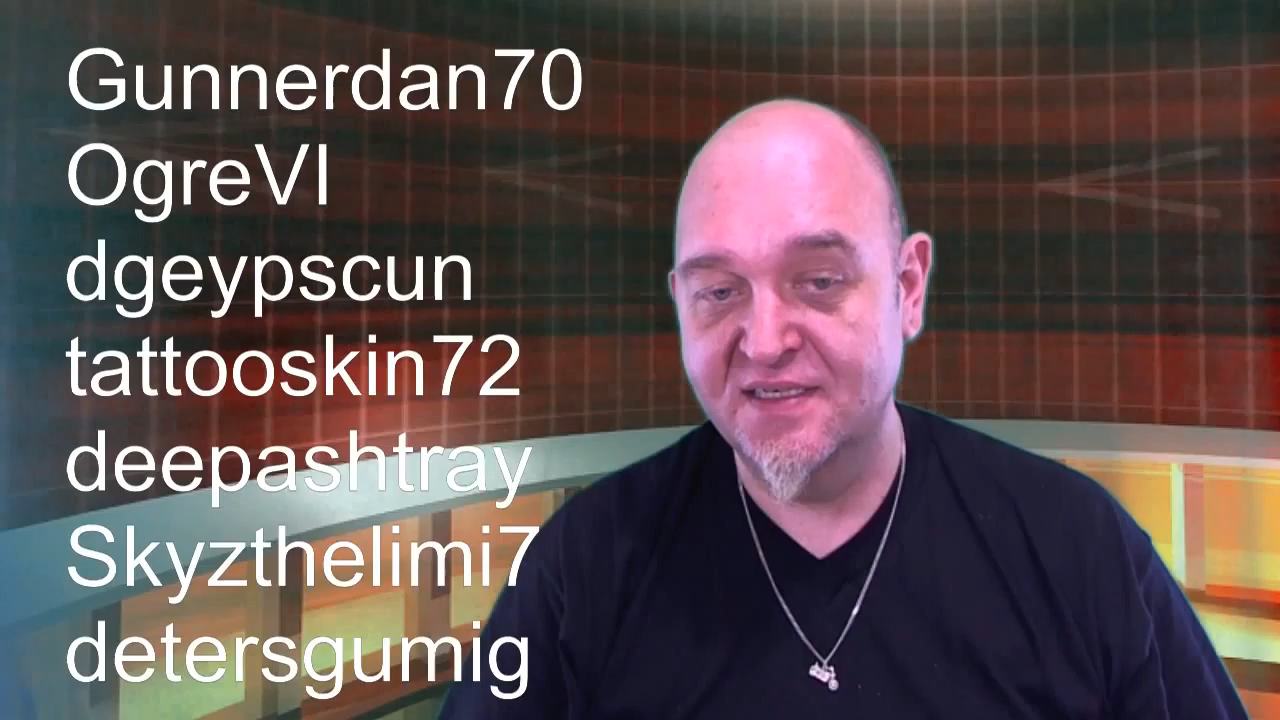 Gunnerdan70
OgreVI
dgeypscun
tattooskin72
deepashtray
Skyzthelimi7
detersgumig